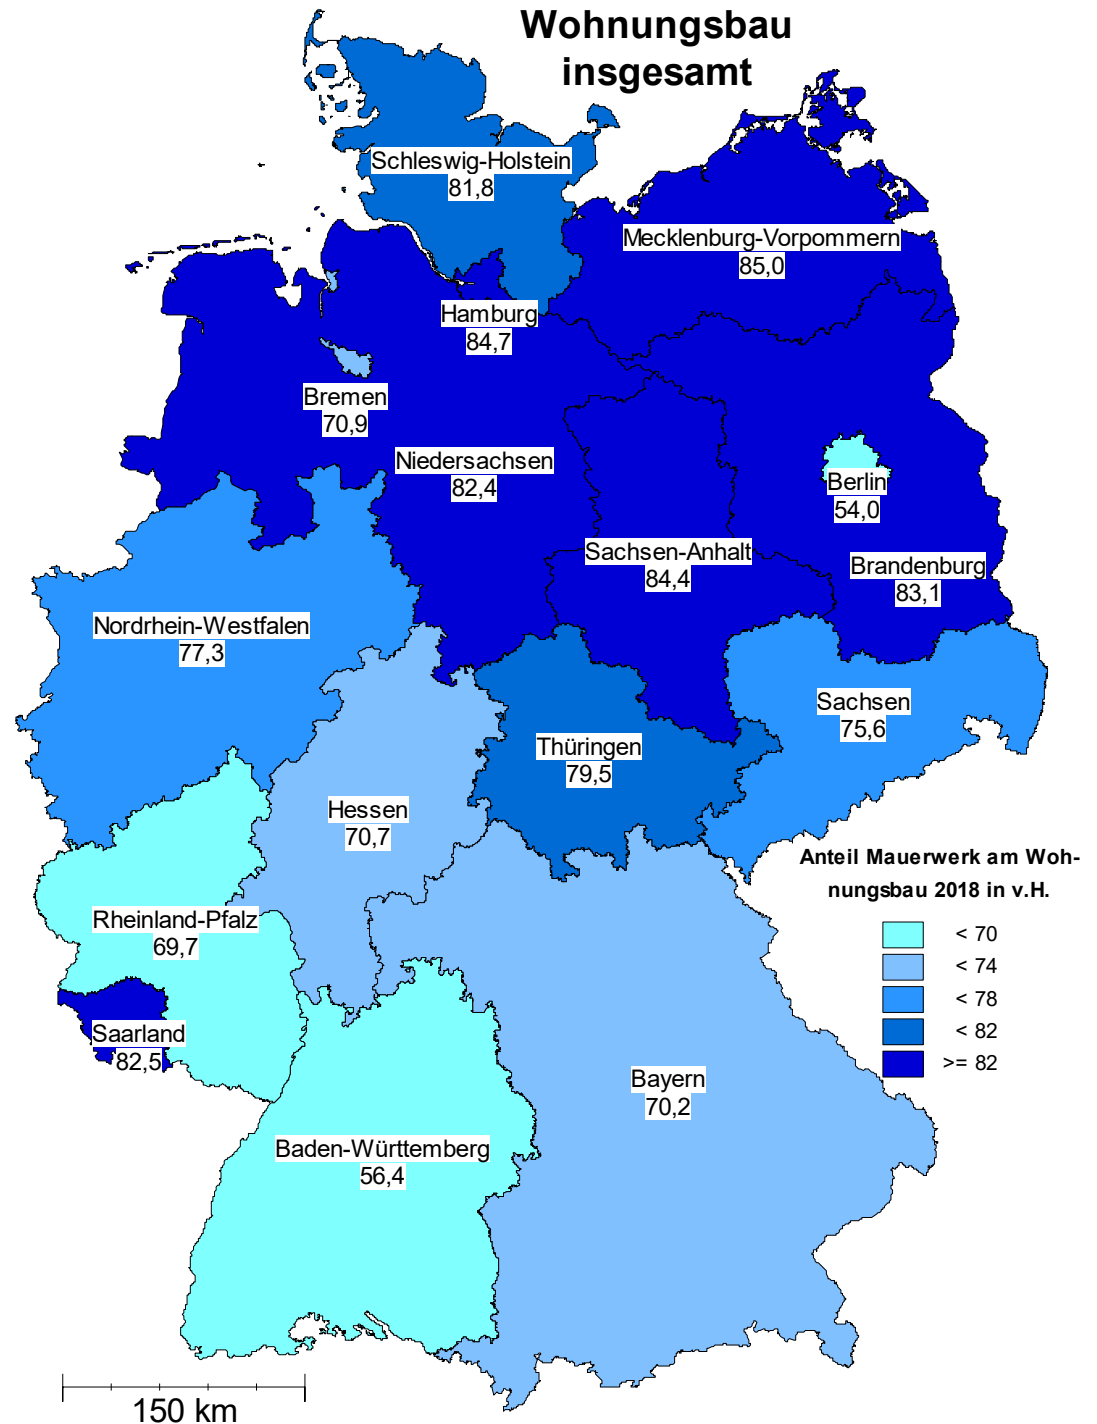 Wohnungsbau
insgesamt
Schleswig-Holstein
81,8
Mecklenburg-Vorpommern
85,0
Hamburg
84,7
Bremen
70,9
Niedersachsen
82,4
Berlin
54,0
Sachsen-Anhalt
84,4
Brandenburg
83,1
Nordrhein-Westfalen
77,3
Sachsen
75,6
Thüringen
79,5
Hessen
70,7
Rheinland-Pfalz
69,7
Saarland
82,5
Bayern
70,2
Baden-Württemberg
56,4
Anteil Mauerwerk am Woh-
nungsbau 2018 in v.H.
< 70
< 74
< 78
< 82
>= 82
150 km